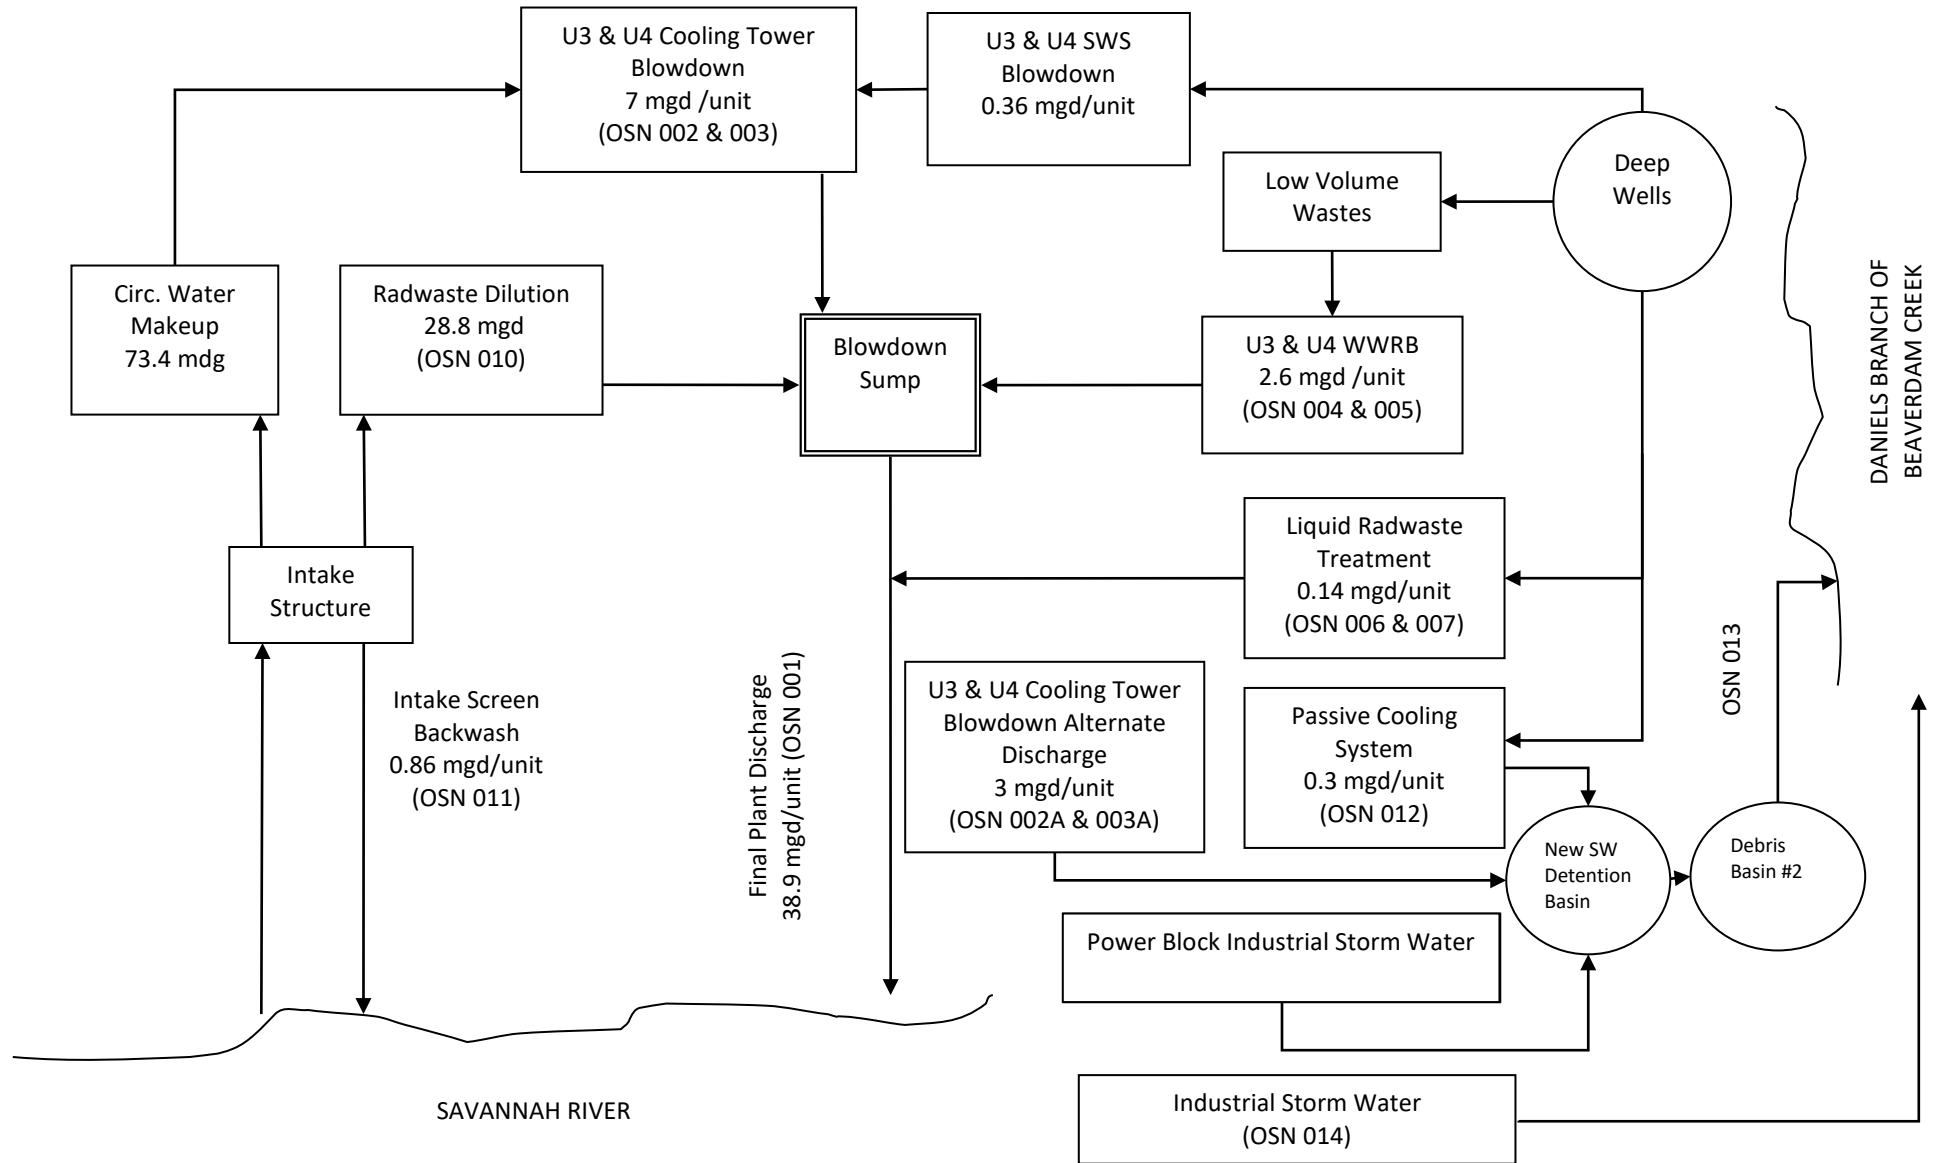 U3 & U4 Cooling Tower
Blowdown
7 mgd /unit
(OSN 002 & 003)
U3 & U4 SWS
Blowdown
0.36 mgd/unit
Deep
Wells
Low Volume
Wastes
Circ. Water
Makeup
73.4 mdg
Radwaste Dilution
28.8 mgd
(OSN 010)
Blowdown
Sump
U3 & U4 WWRB
2.6 mgd /unit
(OSN 004 & 005)
DANIELS BRANCH OF
BEAVERDAM CREEK
Intake
Structure
Liquid Radwaste
Treatment
0.14 mgd/unit
(OSN 006 & 007)
Intake Screen
Backwash
0.86 mgd/unit
(OSN 011)
Final Plant Discharge
38.9 mgd/unit (OSN 001)
U3 & U4 Cooling Tower
Blowdown Alternate
Discharge
3 mgd/unit
(OSN 002A & 003A)
Passive Cooling
System
0.3 mgd/unit
(OSN 012)
OSN 013
New SW
Detention
Basin
Debris
Basin #2
Power Block Industrial Storm Water
SAVANNAH RIVER
Industrial Storm Water
(OSN 014)